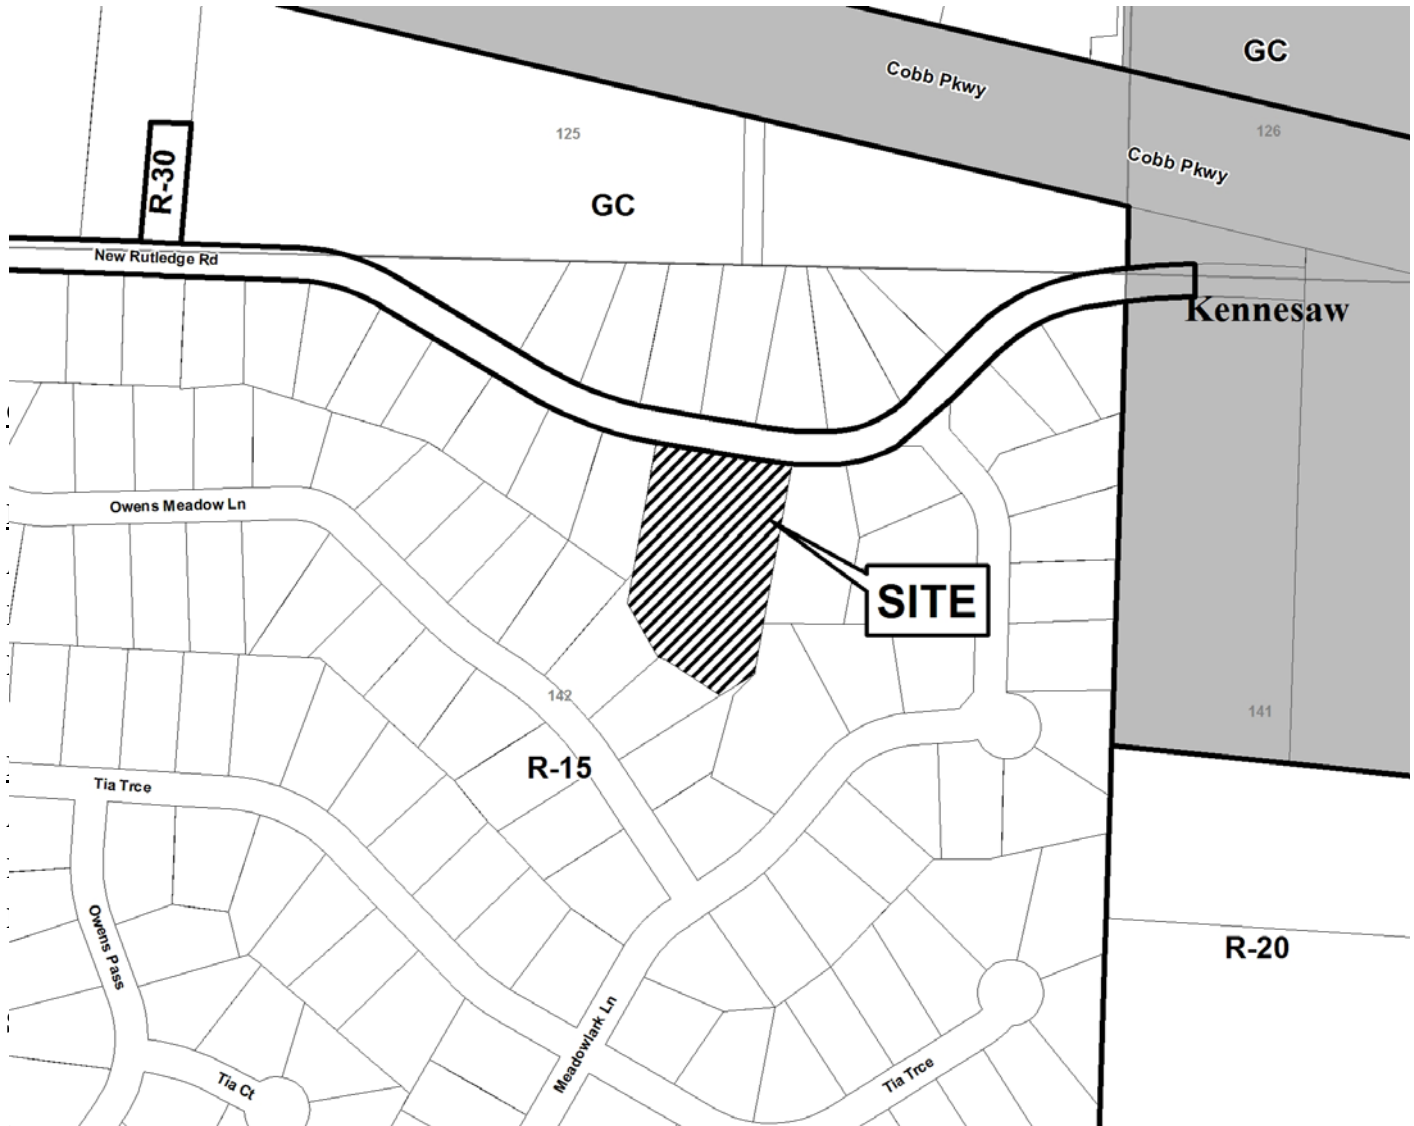 GC
Cobb Pkwy
125
126
Cobb Pkwy
R-30
GC
New Rutledge Rd
Kennesaw
Owens Meadow Ln
SITE
142
141
R-15
Tia Trce
Owens Pass
R-20
Meadowlark Ln
Tia Trce
Tia Ct